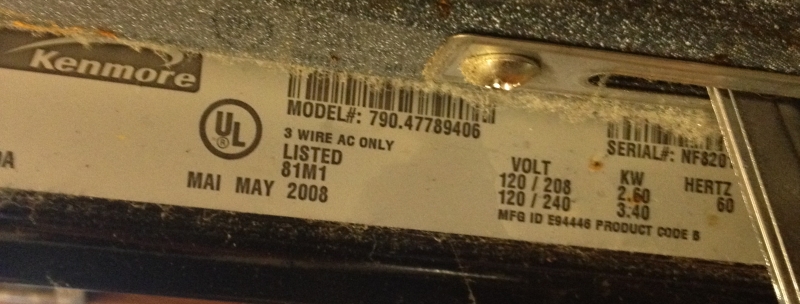 Kenmore
MODEL#: 790.47789406
3 WIRE AC ONLY
UL
LISTED
81M1
MAI MAY 2008
SERIAL#: NF820
VOLT KW HERTZ
120 / 208 2.60 60
120 / 240 3.40
MFG ID E94446 PRODUCT CODE B